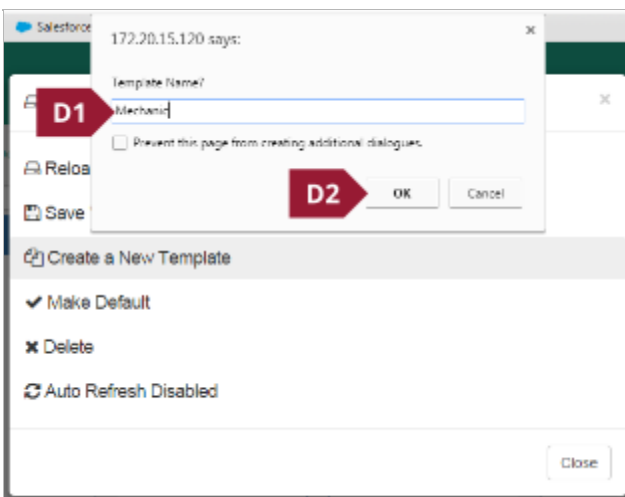 Salesforce
172.20.15.120 says:
Template Name?
D1
Mechanic
Prevent this page from creating additional dialogues.
D2
OK
Cancel
Reloa
Save
Create a New Template
Make Default
Delete
Auto Refresh Disabled
Close